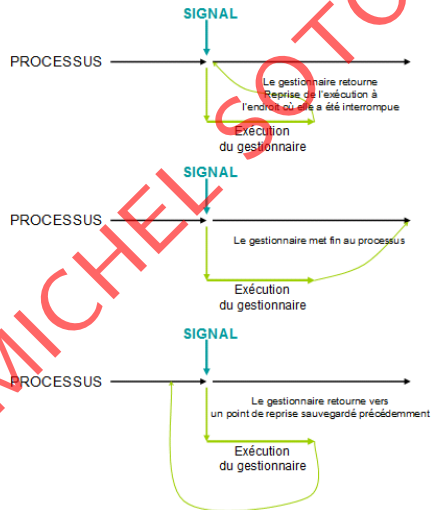 SIGNAL
PROCESSUS
Le gestionnaire retourne
Reprise de l'exécution à
l'endroit où elle a été interrompue
Exécution
du gestionnaire
SIGNAL
PROCESSUS
Le gestionnaire met fin au processus
Exécution
du gestionnaire
SIGNAL
PROCESSUS
Le gestionnaire retourne vers
un point de reprise sauvegardé précédemment
Exécution
du gestionnaire
MICHEL SOTO